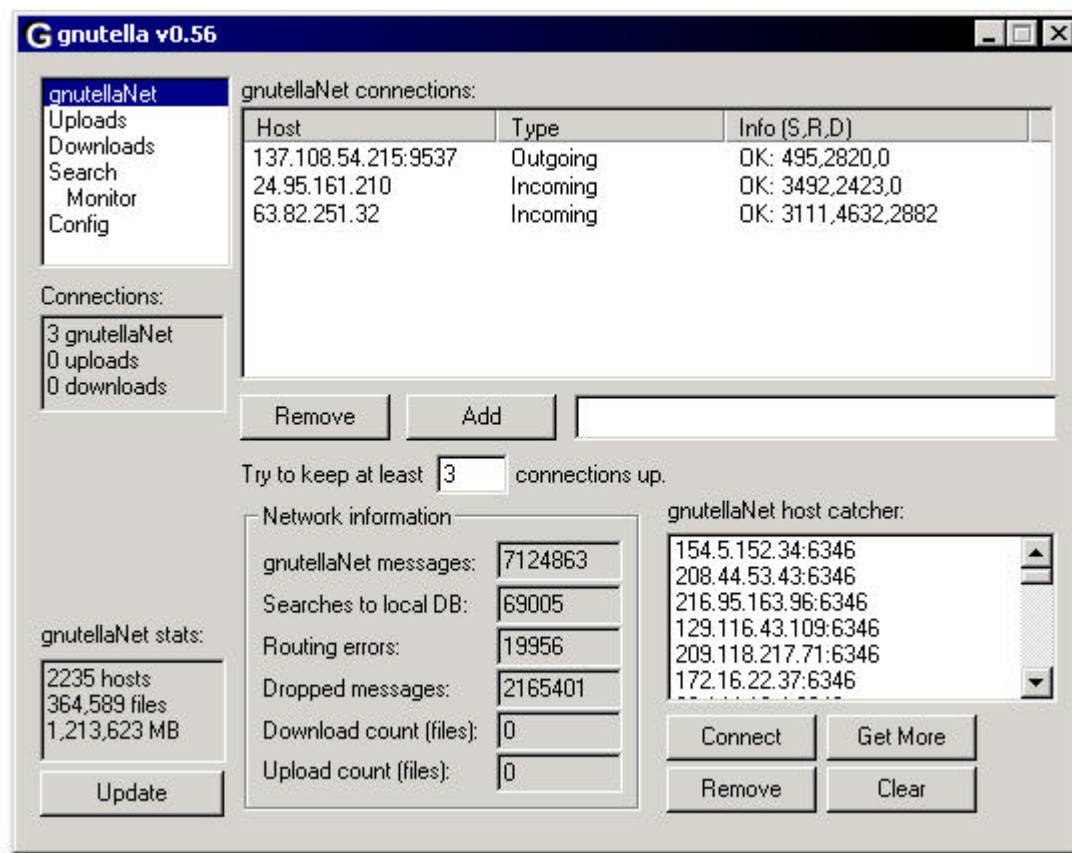 G gnutella v0.56
gnutellaNet
Uploads
Downloads
Search
Monitor
Config
Connections:
3 gnutellaNet
0 uploads
0 downloads
gnutellaNet stats:
2235 hosts
364,589 files
1,213,623 MB
Update
gnutellaNet connections:
Host Type Info (S,R,D)
137.108.54.215:9537 Outgoing OK: 495,2820,0
24.95.161.210 Incoming OK: 3492,2423,0
63.82.251.32 Incoming OK: 3111,4632,2882
Remove Add
Try to keep at least 3 connections up.
Network information
gnutellaNet messages: 7124863
Searches to local DB: 69005
Routing errors: 19956
Dropped messages: 2165401
Download count (files): 0
Upload count (files): 0
gnutellaNet host catcher:
154.5.152.34:6346
208.44.53.43:6346
216.95.163.96:6346
129.116.43.109:6346
209.118.217.71:6346
172.16.22.37:6346
Connect Get More
Remove Clear